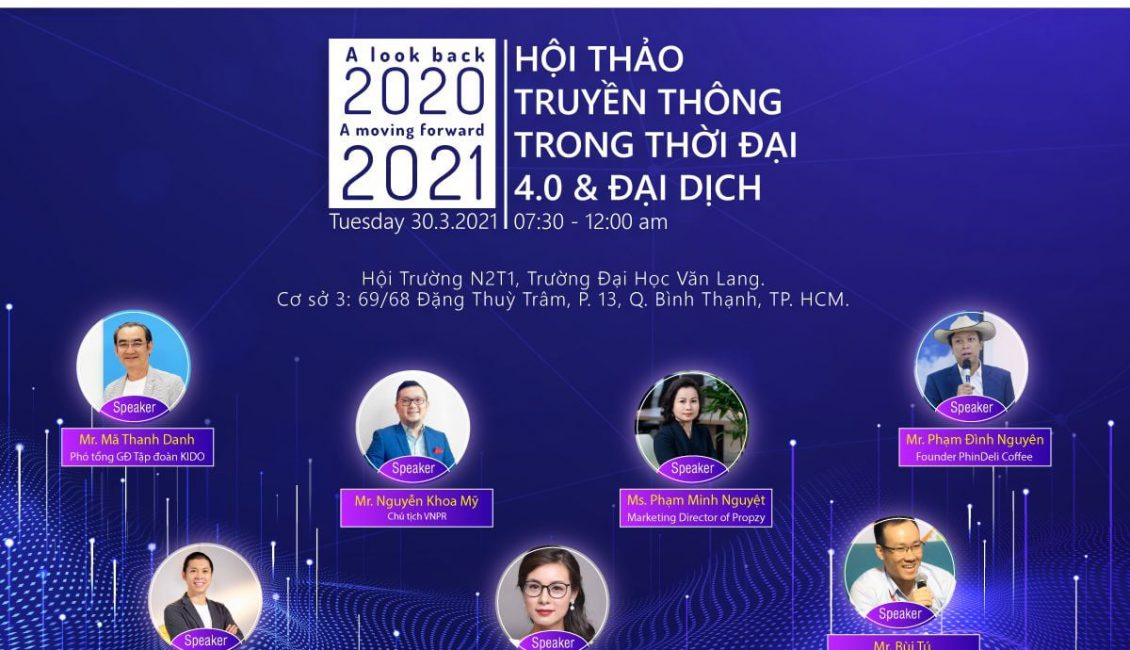 A look back
2020
A moving forward
2021
HỘI THẢO
TRUYỀN THÔNG
TRONG THỜI ĐẠI
4.0 & ĐẠI DỊCH
Tuesday 30.3.2021
07:30 - 12:00 am
Hội Trường N2T1, Trường Đại Học Văn Lang.
Cơ sở 3: 69/68 Đặng Thuỳ Trâm, P. 13, Q. Bình Thạnh, TP. HCM.
Speaker
Mr. Mã Thanh Danh
Phó tổng GĐ Tập đoàn KIDO
Speaker
Mr. Nguyễn Khoa Mỹ
Chủ tịch VNPR
Speaker
Ms. Phạm Minh Nguyệt
Marketing Director of Propzy
Speaker
Mr. Phạm Đình Nguyên
Founder PhinDeli Coffee
Speaker
Speaker
Speaker
Mr. Bùi Tú